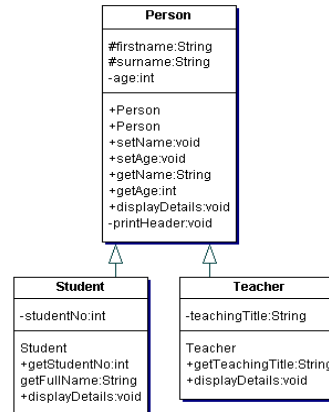 Person
#firstname:String
#surname:String
-age:int
+Person
+Person
+setName:void
+setAge:void
+getName:String
+getAge:int
+displayDetails:void
-printHeader:void
Student
-studentNo:int
Student
+getStudentNo:int
getFullName:String
+displayDetails:void
Teacher
-teachingTitle:String
Teacher
+getTeachingTitle:String
+displayDetails:void